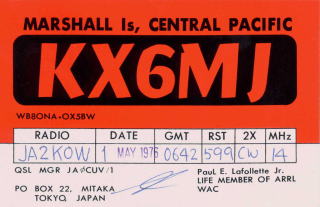 MARSHALL Is, CENTRAL PACIFIC
KX6MJ
WB8ONA-OX5BW
RADIO DATE GMT RST 2X MHz
JA2KOW 1 MAY 1976 0642 599 CW 14
QSL MGR JAØCUV/1
PO BOX 22, MITAKA
TOKYO, JAPAN
Paul E. Lafollette Jr.
LIFE MEMBER OF ARRL
WAC